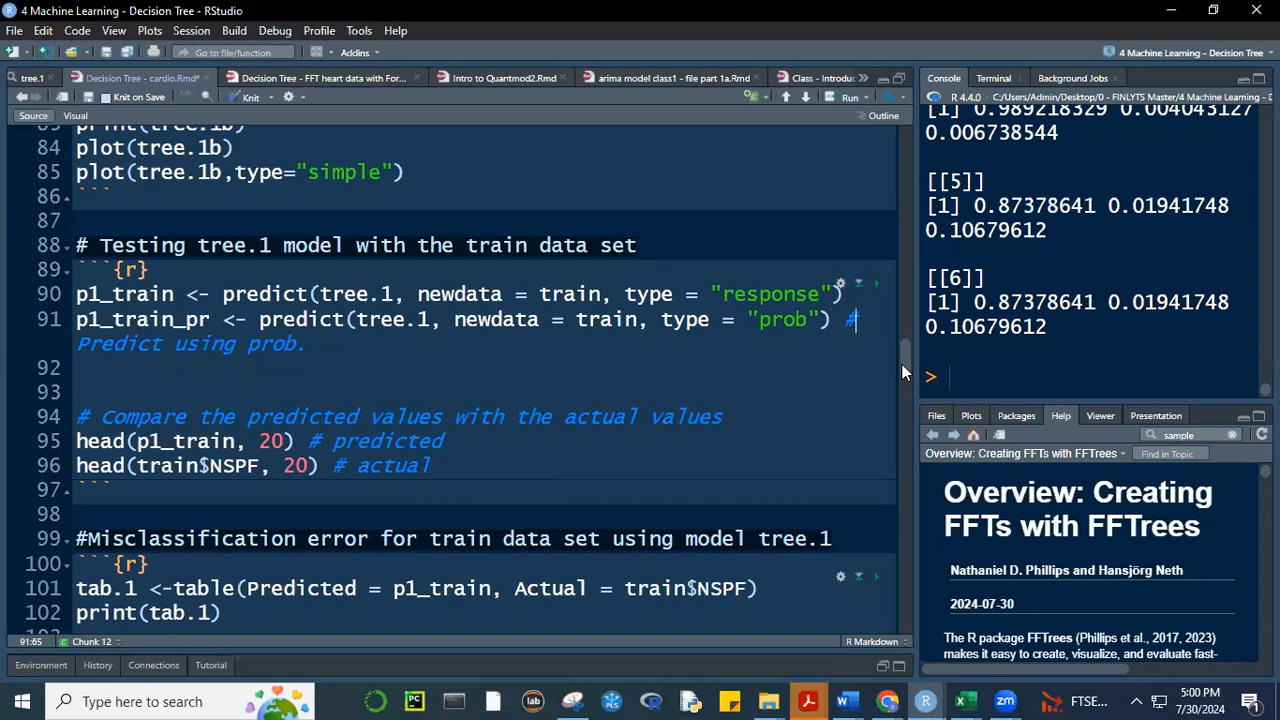 4 Machine Learning - Decision Tree - RStudio
File Edit Code View Plots Session Build Debug Profile Tools Help
Go to file/function Addins 4 Machine Learning - Decision Tree
tree.1 Decision Tree - cardio.Rmd* Decision Tree - FFT heart data with For... Intro to Quantmod2.Rmd arima model class1 - file part 1a.Rmd Class - Introduc
Knit on Save Knit Run
Source Visual Outline
print(tree.1b)
84 plot(tree.1b)
85 plot(tree.1b,type="simple")
86 ```
87
88 # Testing tree.1 model with the train data set
89 ```{r}
90 p1_train <- predict(tree.1, newdata = train, type = "response")
91 p1_train_pr <- predict(tree.1, newdata = train, type = "prob") #
Predict using prob.
92
93
94 # Compare the predicted values with the actual values
95 head(p1_train, 20) # predicted
96 head(train$NSPF, 20) # actual
97 ```
98
99 #Misclassification error for train data set using model tree.1
100 ```{r}
101 tab.1 <-table(Predicted = p1_train, Actual = train$NSPF)
102 print(tab.1)
91:65 Chunk 12 R Markdown
Environment History Connections Tutorial
Console Terminal Background Jobs
R 4.4.0 · C:/Users/Admin/Desktop/0 - FINLYTS Master/4 Machine Learning - D
[1] 0.989218329 0.004043127
0.006738544
[[5]]
[1] 0.87378641 0.01941748
0.10679612
[[6]]
[1] 0.87378641 0.01941748
0.10679612
>
Files Plots Packages Help Viewer Presentation
sample
Overview: Creating FFTs with FFTrees Find in Topic
Overview: Creating
FFTs with FFTrees
Nathaniel D. Phillips and Hansjörg Neth
2024-07-30
The R package FFTrees (Phillips et al., 2017, 2023)
makes it easy to create, visualize, and evaluate fast-
Type here to search
FTSE...
5:00 PM
7/30/2024